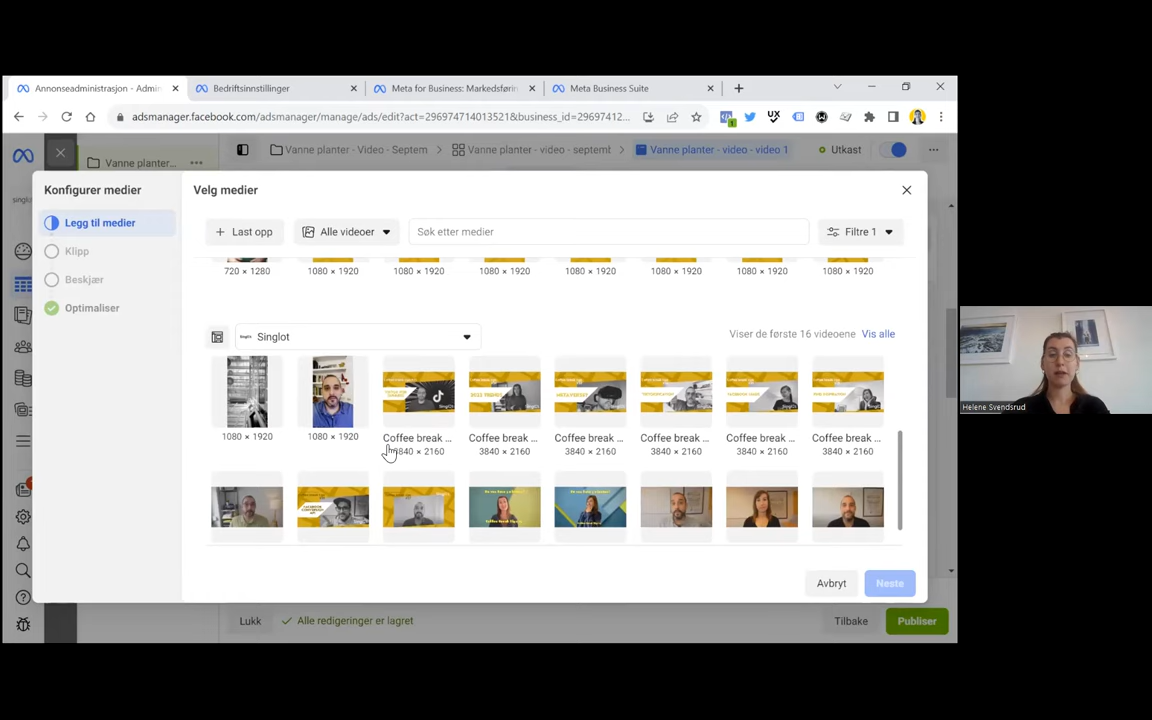 Annonseadministrasjon - Admin
Bedriftsinnstillinger
Meta for Business: Markedsførin
Meta Business Suite
adsmanager.facebook.com/adsmanager/manage/ads/edit?act=296974714013521&business_id=29697412...
Vanne planter...
Vanne planter - Video - Septem
Vanne planter - video - septemb
Vanne planter - video - video 1
Utkast
Konfigurer medier
Velg medier
Legg til medier
Klipp
Beskjær
Optimaliser
Last opp
Alle videoer
Søk etter medier
Filtre 1
720 × 1280
1080 × 1920
1080 × 1920
1080 × 1920
1080 × 1920
1080 × 1920
1080 × 1920
1080 × 1920
Singlot
Viser de første 16 videoene
Vis alle
1080 × 1920
1080 × 1920
Coffee break ...
Coffee break ...
Coffee break ...
Coffee break ...
Coffee break ...
Coffee break ...
3840 × 2160
3840 × 2160
3840 × 2160
3840 × 2160
3840 × 2160
3840 × 2160
Avbryt
Neste
Lukk
Alle redigeringer er lagret
Tilbake
Publiser
Helene Svendsrud